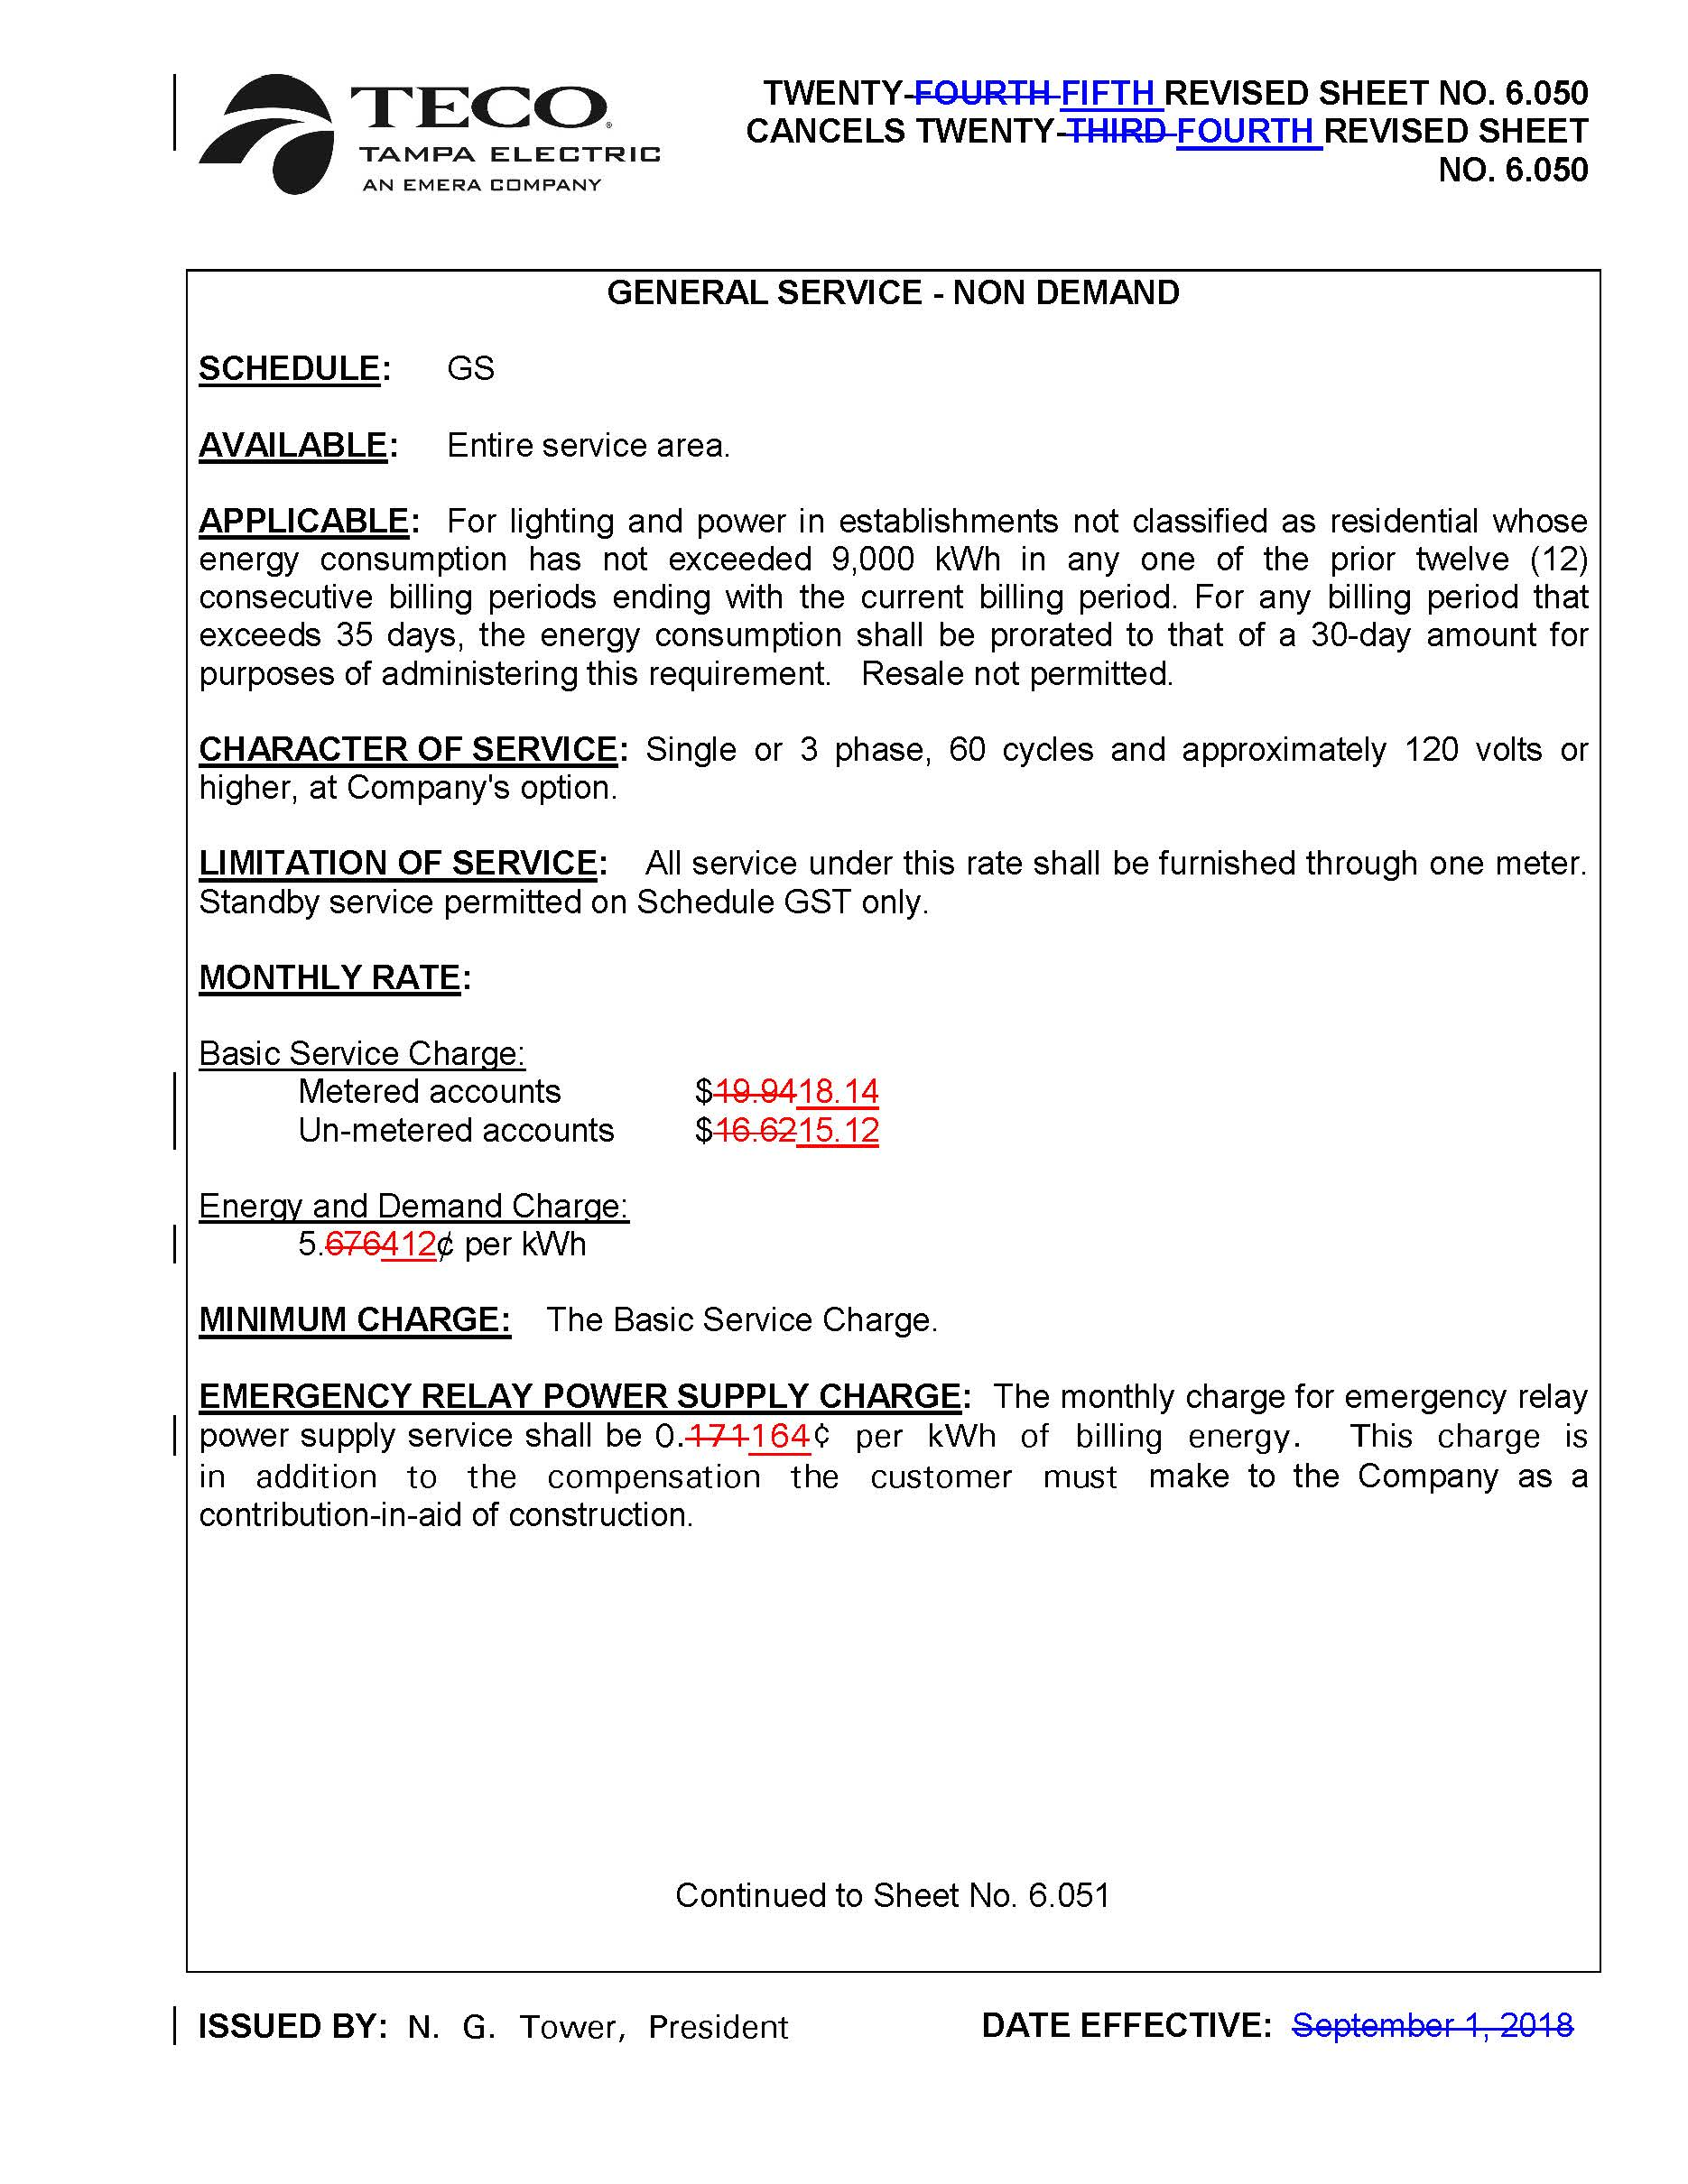 TECO®
TAMPA ELECTRIC
AN EMERA COMPANY
TWENTY-FOURTH FIFTH REVISED SHEET NO. 6.050
CANCELS TWENTY-THIRD FOURTH REVISED SHEET
NO. 6.050
GENERAL SERVICE - NON DEMAND
SCHEDULE: GS
AVAILABLE: Entire service area.
APPLICABLE: For lighting and power in establishments not classified as residential whose
energy consumption has not exceeded 9,000 kWh in any one of the prior twelve (12)
consecutive billing periods ending with the current billing period. For any billing period that
exceeds 35 days, the energy consumption shall be prorated to that of a 30-day amount for
purposes of administering this requirement. Resale not permitted.
CHARACTER OF SERVICE: Single or 3 phase, 60 cycles and approximately 120 volts or
higher, at Company's option.
LIMITATION OF SERVICE: All service under this rate shall be furnished through one meter.
Standby service permitted on Schedule GST only.
MONTHLY RATE:
Basic Service Charge:
Metered accounts $19.9418.14
Un-metered accounts $16.6215.12
Energy and Demand Charge:
5.676412¢ per kWh
MINIMUM CHARGE: The Basic Service Charge.
EMERGENCY RELAY POWER SUPPLY CHARGE: The monthly charge for emergency relay
power supply service shall be 0.171164¢ per kWh of billing energy. This charge is
in addition to the compensation the customer must make to the Company as a
contribution-in-aid of construction.
Continued to Sheet No. 6.051
ISSUED BY: N. G. Tower, President DATE EFFECTIVE: September 1, 2018